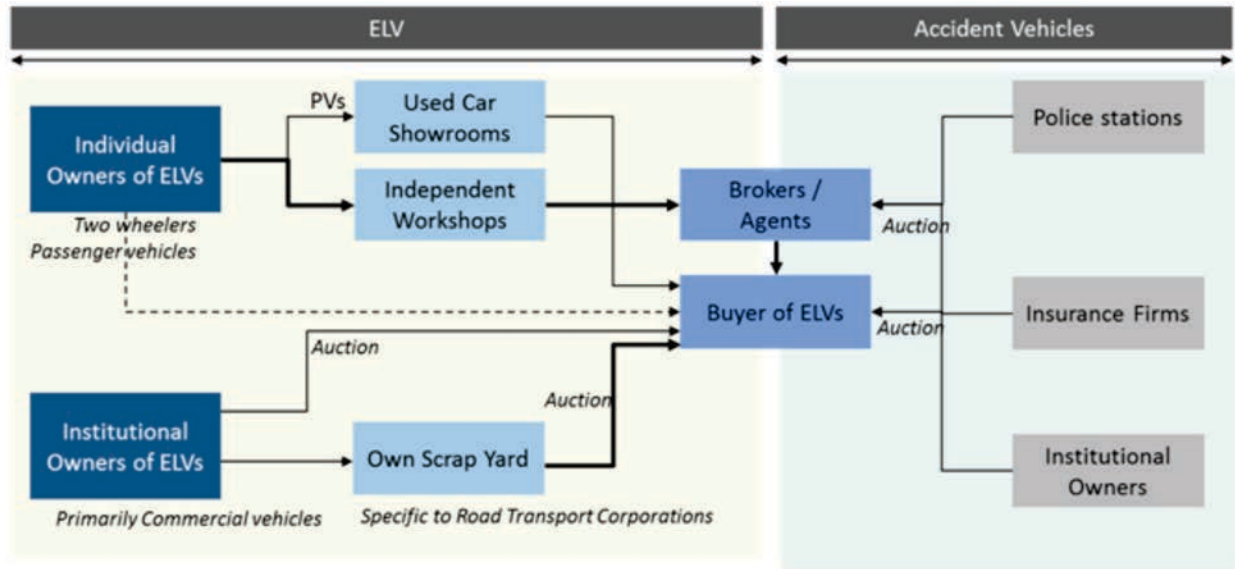 ELV
Accident Vehicles
PVs
Used Car
Showrooms
Police stations
Individual
Owners of ELVs
Independent
Workshops
Brokers /
Agents
Two wheelers
Passenger vehicles
Auction
Buyer of ELVs
Insurance Firms
Auction
Auction
Auction
Institutional
Owners of ELVs
Own Scrap Yard
Institutional
Owners
Primarily Commercial vehicles
Specific to Road Transport Corporations